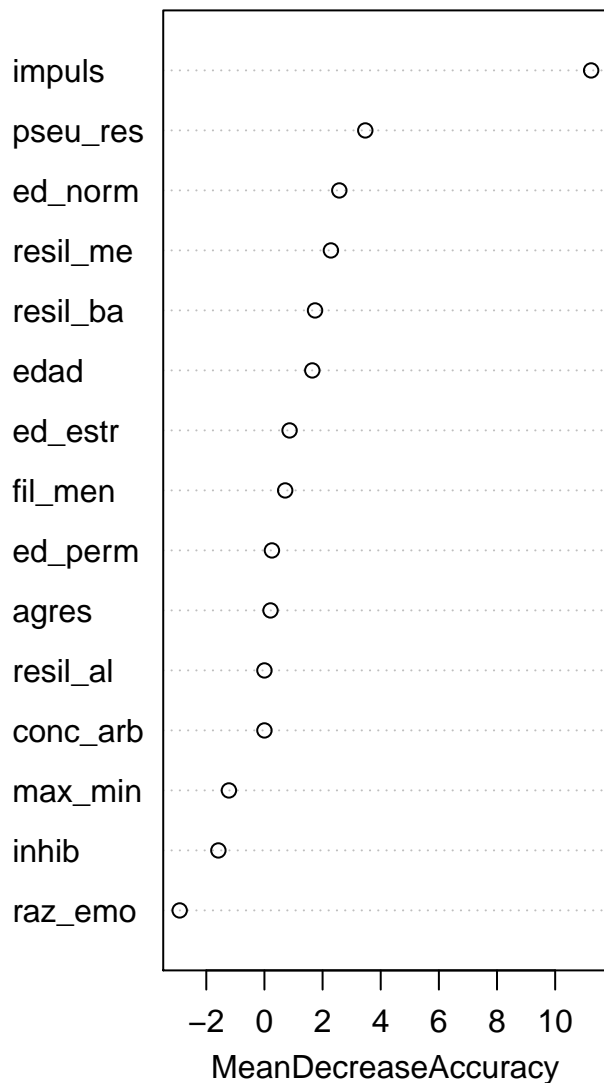 impuls
pseu_res
ed_norm
resil_me
resil_ba
edad
ed_estr
fil_men
ed_perm
agres
resil_al
conc_arb
max_min
inhib
raz_emo
−2 0 2 4 6 8 10
MeanDecreaseAccuracy